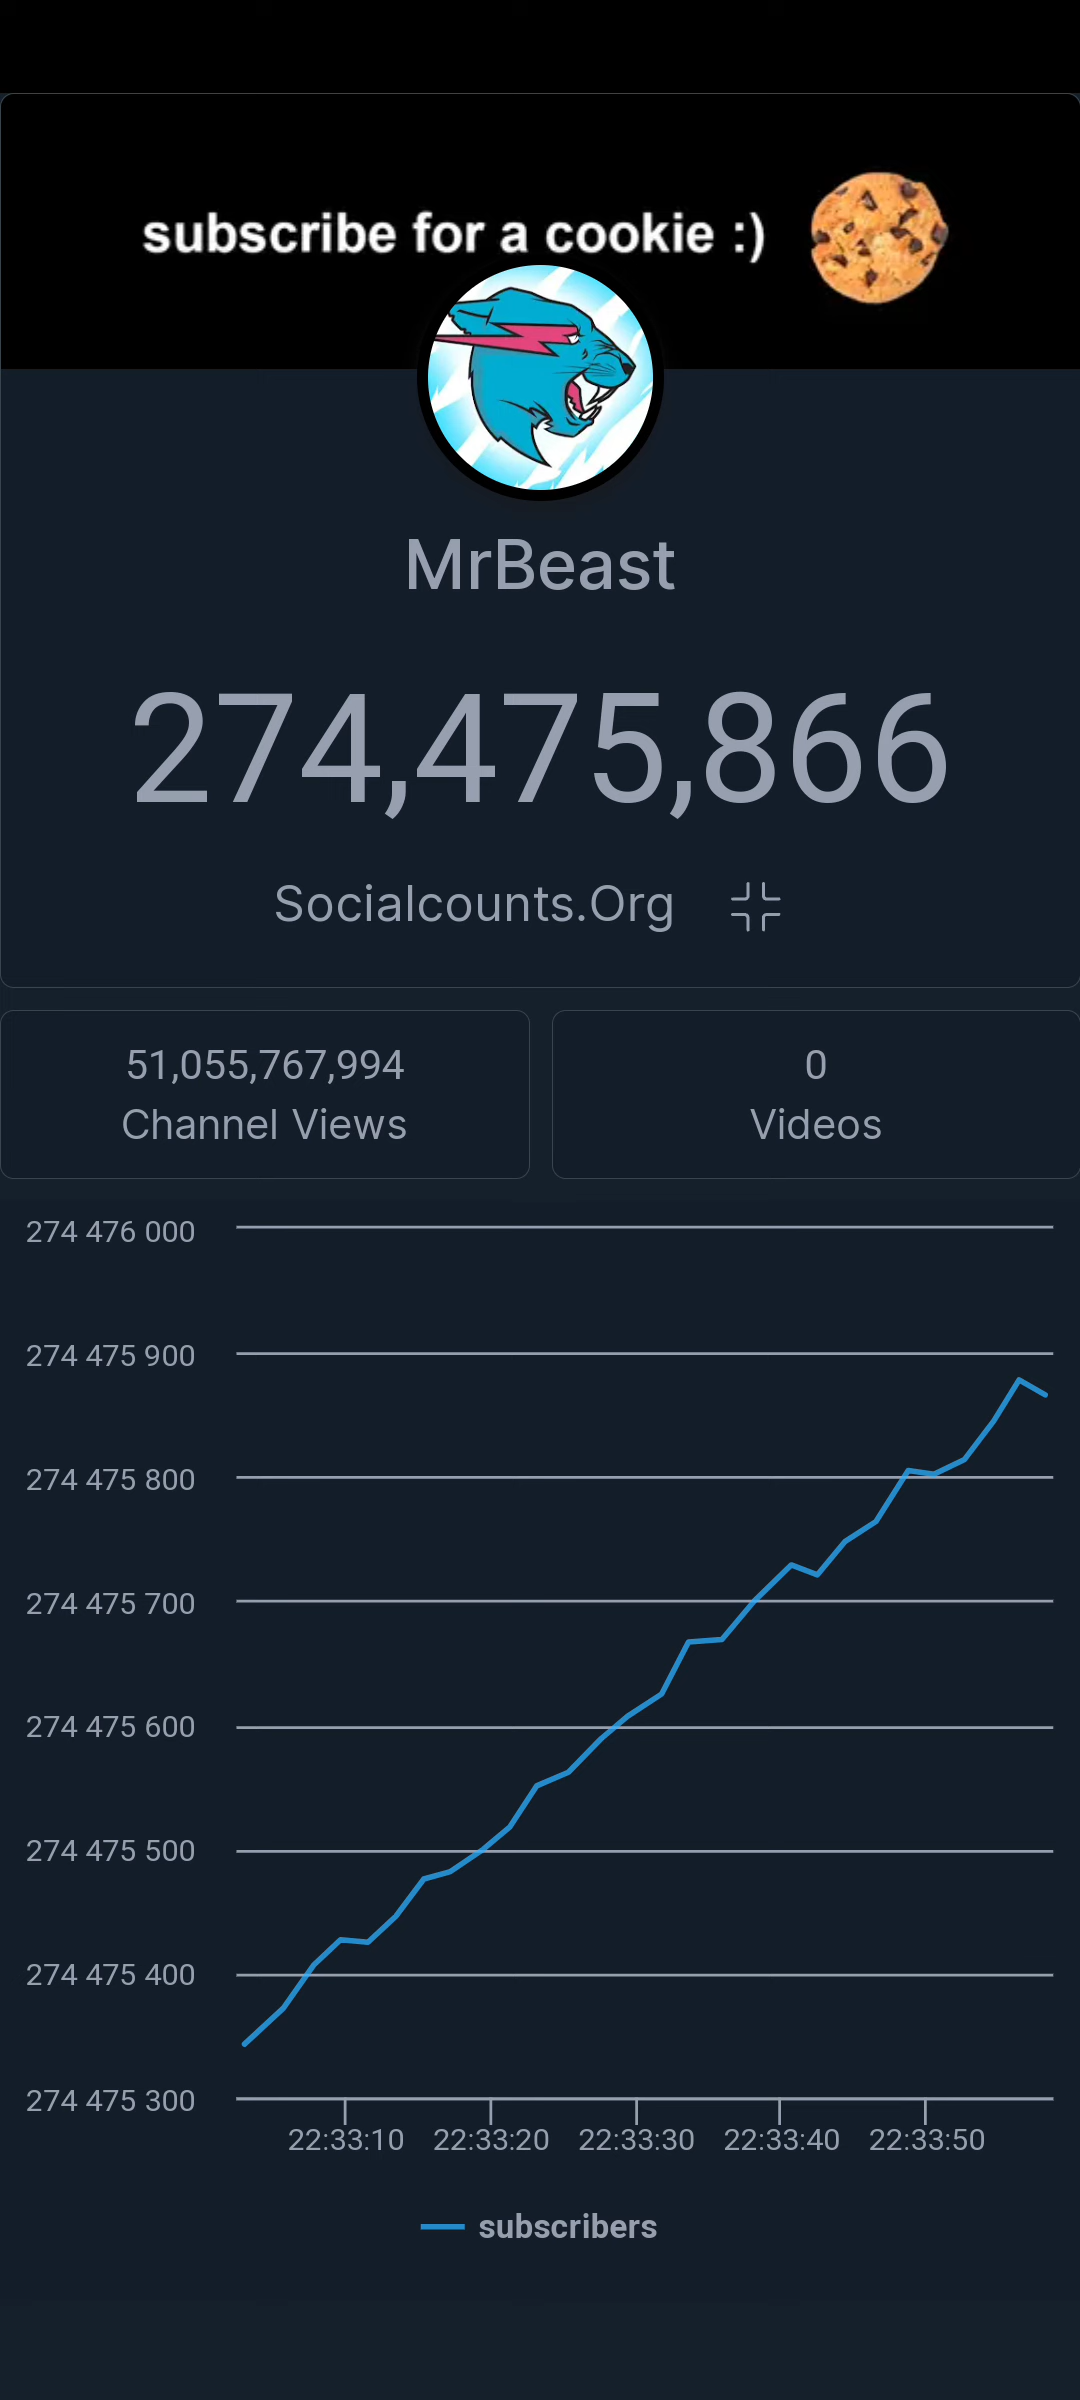 subscribe for a cookie :)
MrBeast
274,475,866
Socialcounts.Org
51,055,767,994
Channel Views
0
Videos
274 476 000
274 475 900
274 475 800
274 475 700
274 475 600
274 475 500
274 475 400
274 475 300
22:33:10 22:33:20 22:33:30 22:33:40 22:33:50
subscribers